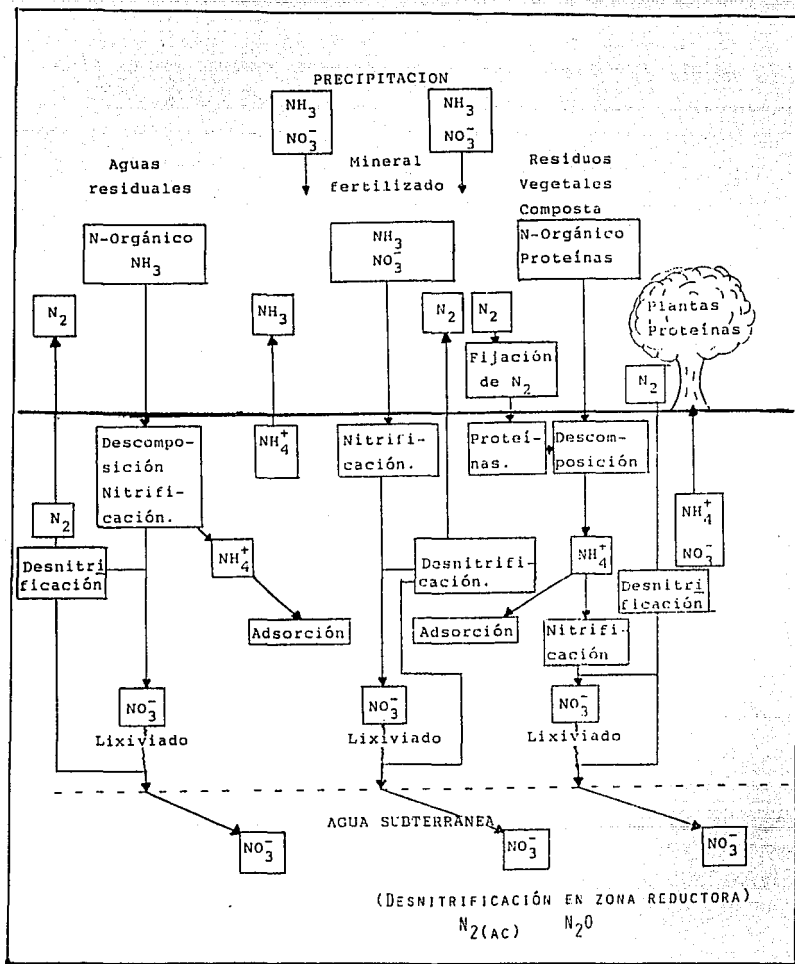 PRECIPITACION
NH3
NO3-
NH3
NO3-
Aguas
residuales
Mineral
fertilizado
Residuos
Vegetales
Composta
N-Orgánico
NH3
NH3
NO3-
N-Orgánico
Proteínas
N2
NH3
N2
N2
Fijación
de N2
Plantas
Proteínas
N2
Descompo-
sición
Nitrifi-
cación.
NH4+
Nitrifi-
cación.
Proteí-
nas.
Descom-
posición
N2
Desnitri
ficación
NH4+
Adsorción
Desnitrif-
cación.
NH4+
Adsorción
Nitrifi-
cación
NH4+
NO3-
Desnitri
ficación
NO3-
Lixiviado
NO3-
Lixiviado
NO3-
Lixiviado
AGUA SUBTERRÁNEA
NO3-
NO3-
NO3-
(DESNITRIFICACIÓN EN ZONA REDUCTORA)
N2(AC) N2O